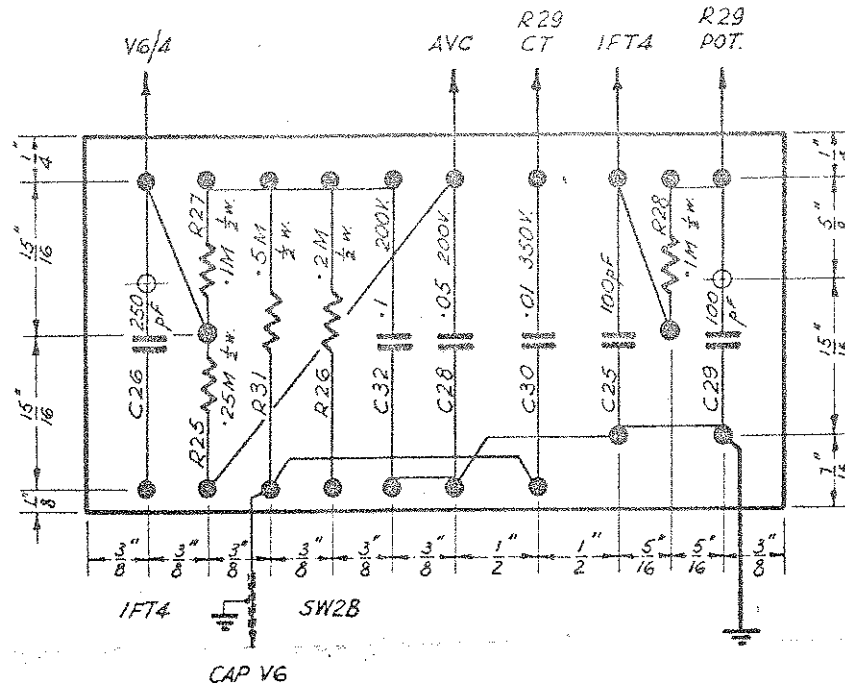 V6/4
AVC
R29
CT
IFT4
R29
POT.
1/4"
15/16"
15/16"
1/8"
250
pF
C26
R27
.1M ½w.
R25
.25M ½w.
.5M
½w.
R31
.2M
½w.
R26
200V.
.1
C32
200V.
.05
C28
350V.
.01
C30
100pF
C25
R28
.1M ½w.
100
pF
C29
5/8"
15/16"
7/16"
3/8" 3/8" 3/8" 3/8" 3/8" 3/8" 1/2" 1/2" 5/16" 5/16" 3/8"
IFT4
SW2B
CAP V6